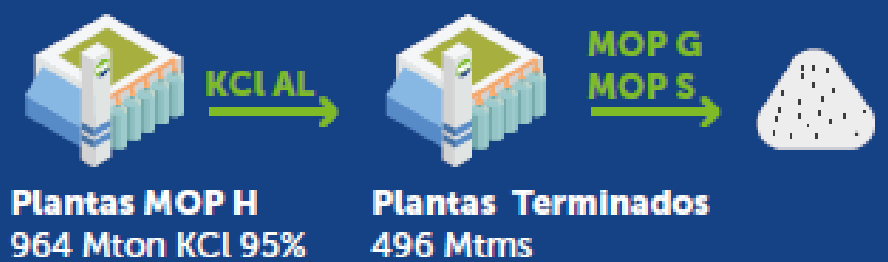 KCl AL
MOP G
MOP S
Plantas MOP H
964 Mton KCl 95%
Plantas Terminados
496 Mtms